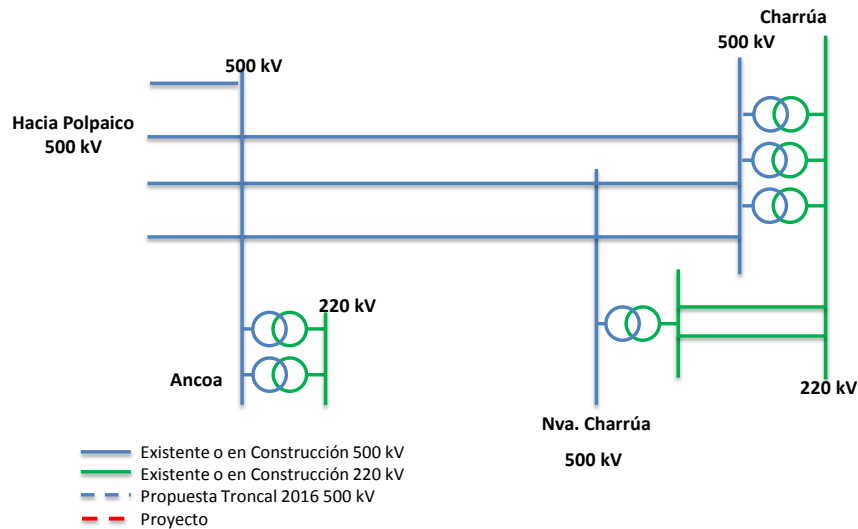 Charrúa
500 kV
500 kV
Hacia Polpaico
500 kV
220 kV
Ancoa
220 kV
Nva. Charrúa
500 kV
Existente o en Construcción 500 kV
Existente o en Construcción 220 kV
Propuesta Troncal 2016 500 kV
Proyecto